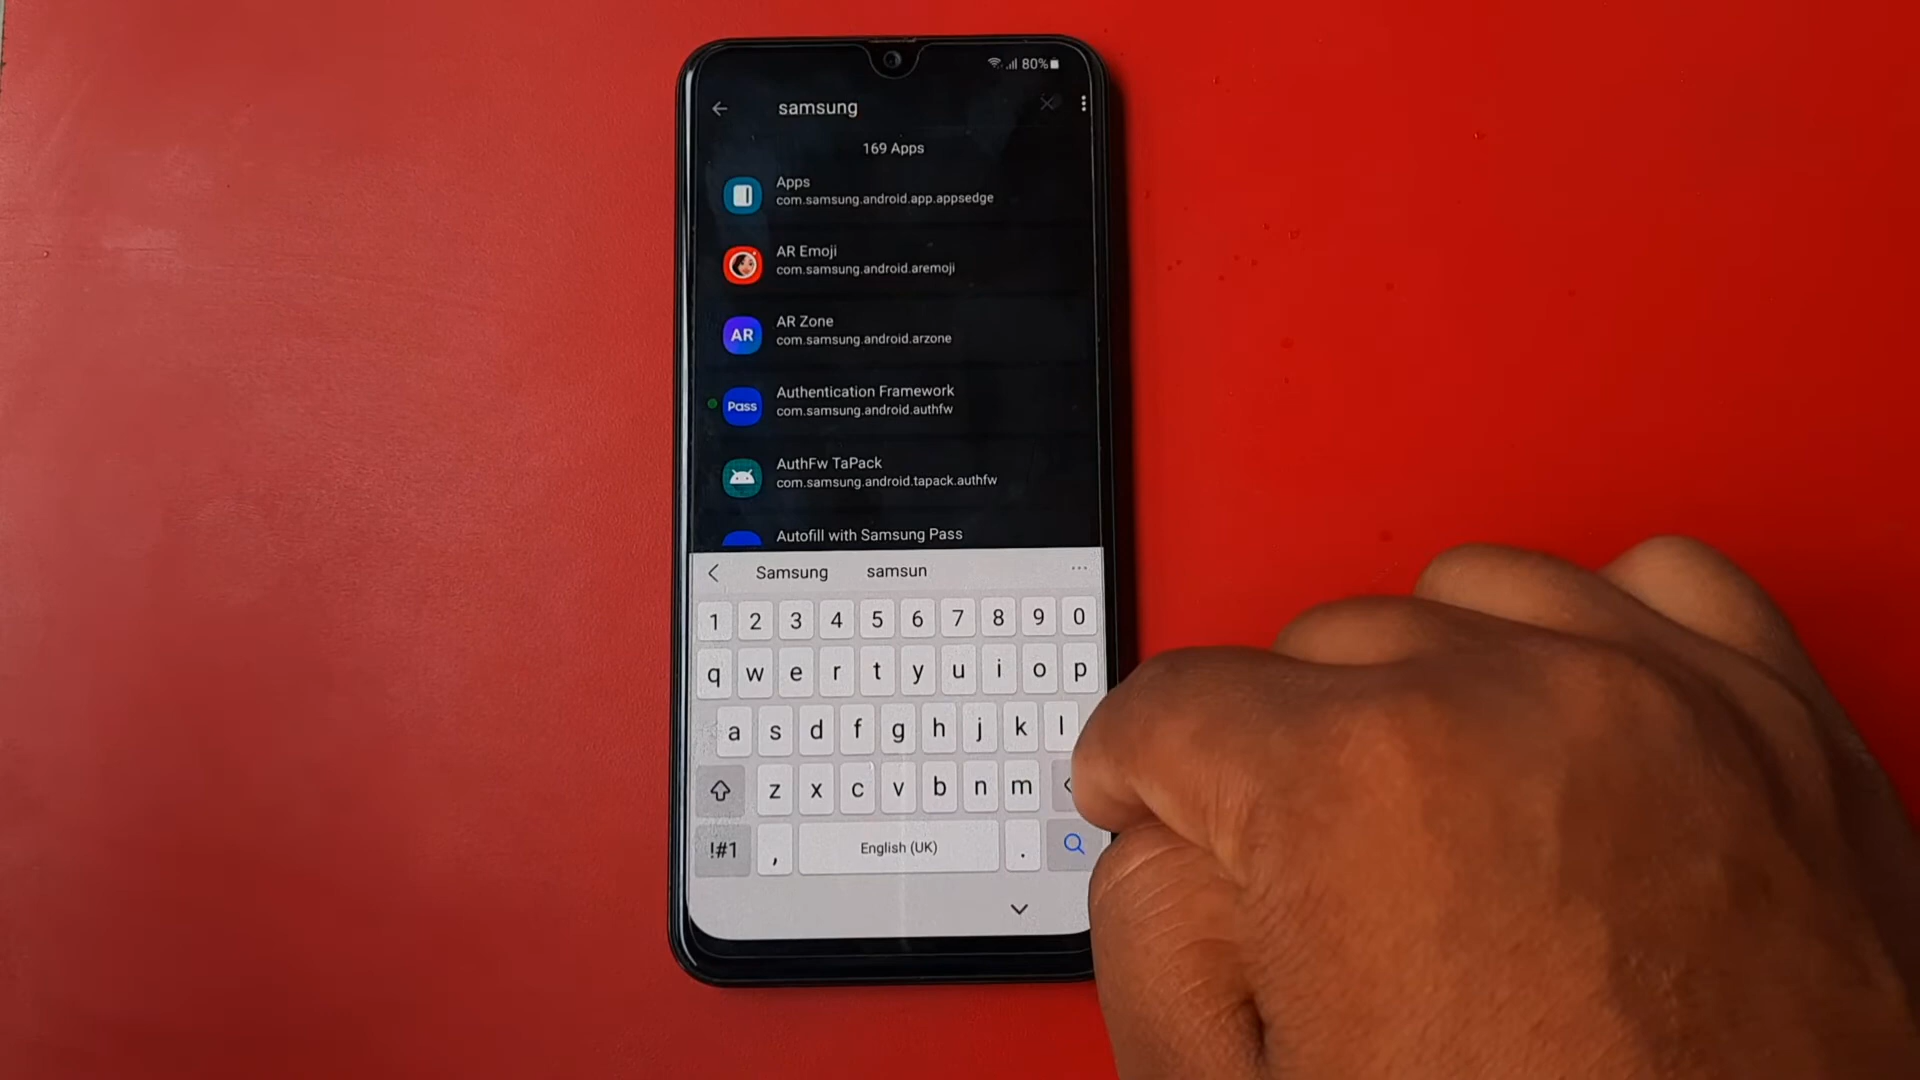 80%
samsung
169 Apps
Apps
com.samsung.android.app.appsedge
AR Emoji
com.samsung.android.aremoji
AR
AR Zone
com.samsung.android.arzone
Pass
Authentication Framework
com.samsung.android.authfw
AuthFw TaPack
com.samsung.android.tapack.authfw
Autofill with Samsung Pass
Samsung samsun ...
1 2 3 4 5 6 7 8 9 0
q w e r t y u i o p
a s d f g h j k l
z x c v b n m
!#1 , English (UK) .